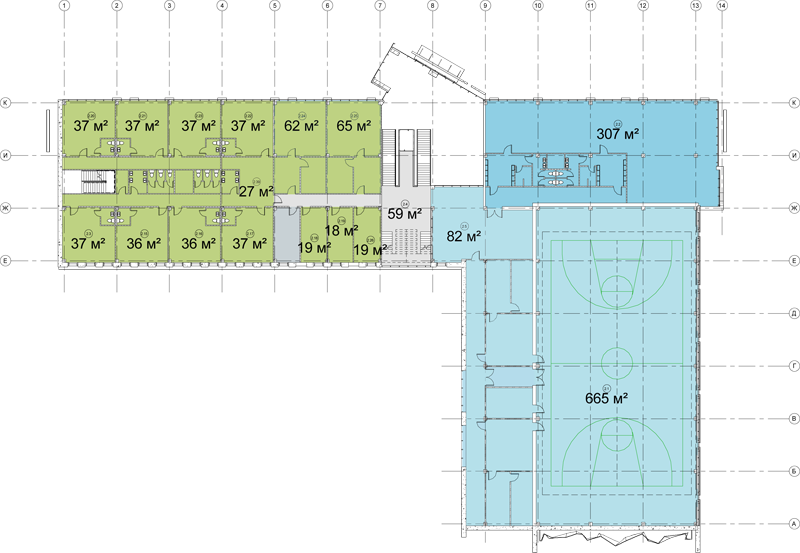 1 2 3 4 5 6 7 8 9 10 11 12 13 14
К К
37 м² 37 м² 37 м² 37 м² 62 м² 65 м² 307 м²
И И
27 м²
Ж Ж
59 м²
18 м²
82 м²
37 м² 36 м² 36 м² 37 м² 19 м² 19 м²
Е Е
Д
Г
665 м²
В
Б
А